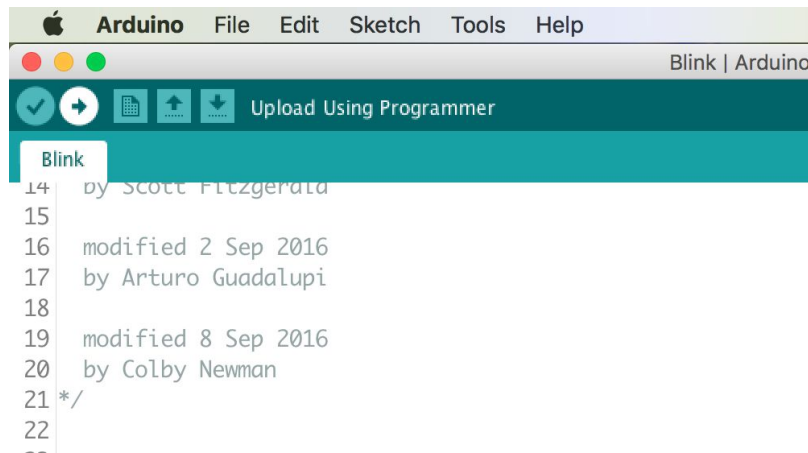 Arduino File Edit Sketch Tools Help
Blink | Arduino
Upload Using Programmer
Blink
14 by Scott Fitzgerald
15
16 modified 2 Sep 2016
17 by Arturo Guadalupi
18
19 modified 8 Sep 2016
20 by Colby Newman
21 */
22